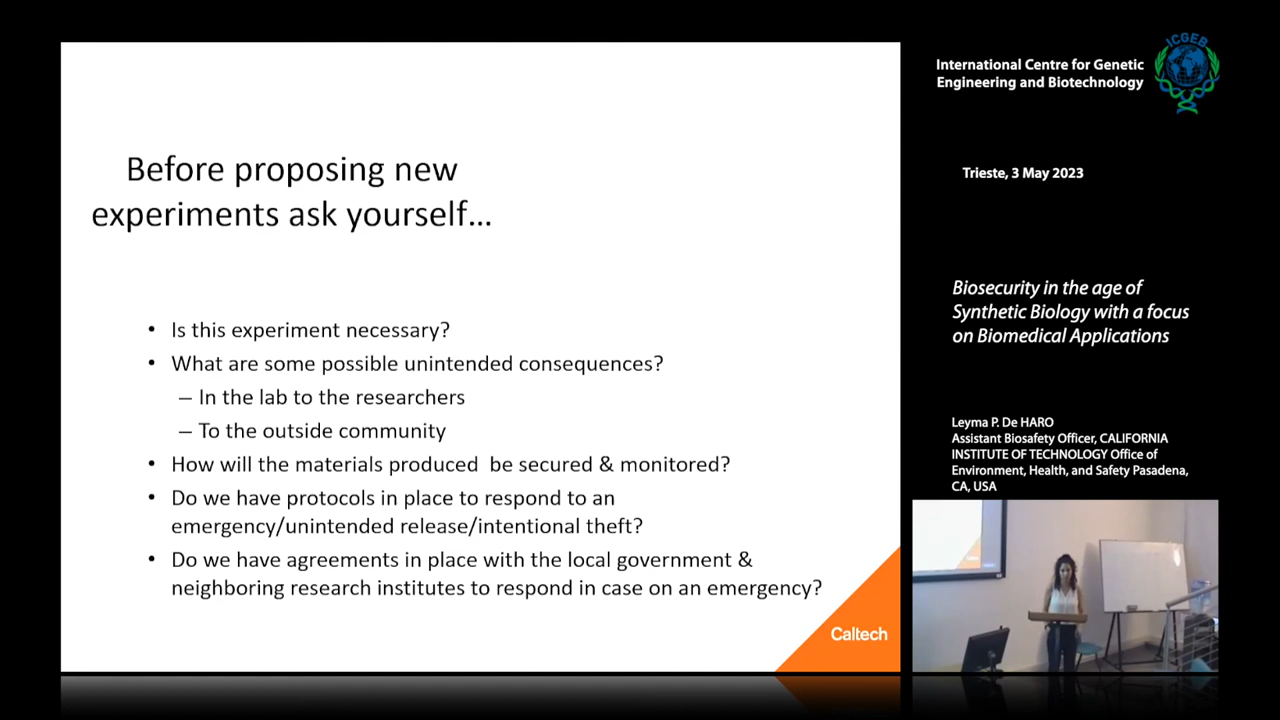 Before proposing new
experiments ask yourself...
• Is this experiment necessary?
• What are some possible unintended consequences?
– In the lab to the researchers
– To the outside community
• How will the materials produced  be secured & monitored?
• Do we have protocols in place to respond to an
emergency/unintended release/intentional theft?
• Do we have agreements in place with the local government &
neighboring research institutes to respond in case on an emergency?
Caltech
International Centre for Genetic
Engineering and Biotechnology
ICGEB
Trieste, 3 May 2023
Biosecurity in the age of
Synthetic Biology with a focus
on Biomedical Applications
Leyma P. De HARO
Assistant Biosafety Officer, CALIFORNIA
INSTITUTE OF TECHNOLOGY Office of
Environment, Health, and Safety Pasadena,
CA, USA